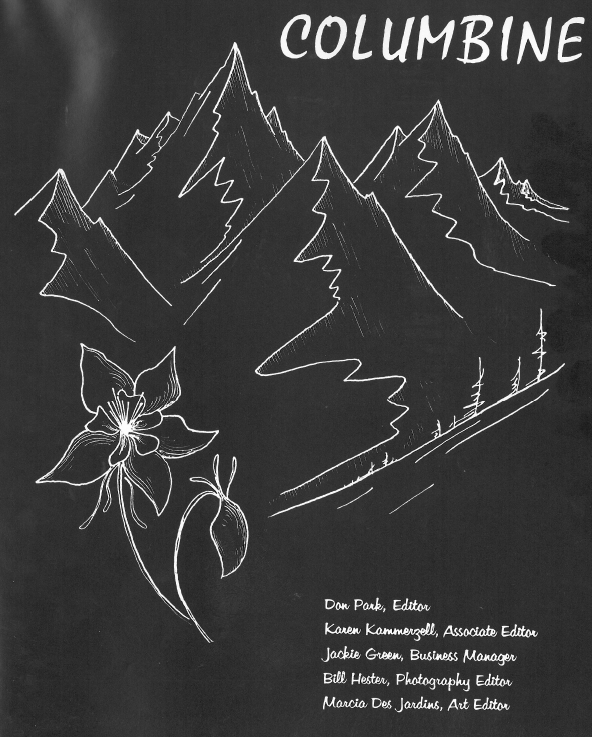 COLUMBINE
Don Park, Editor
Karen Kammerzell, Associate Editor
Jackie Green, Business Manager
Bill Hester, Photography Editor
Marcia Des Jardins, Art Editor